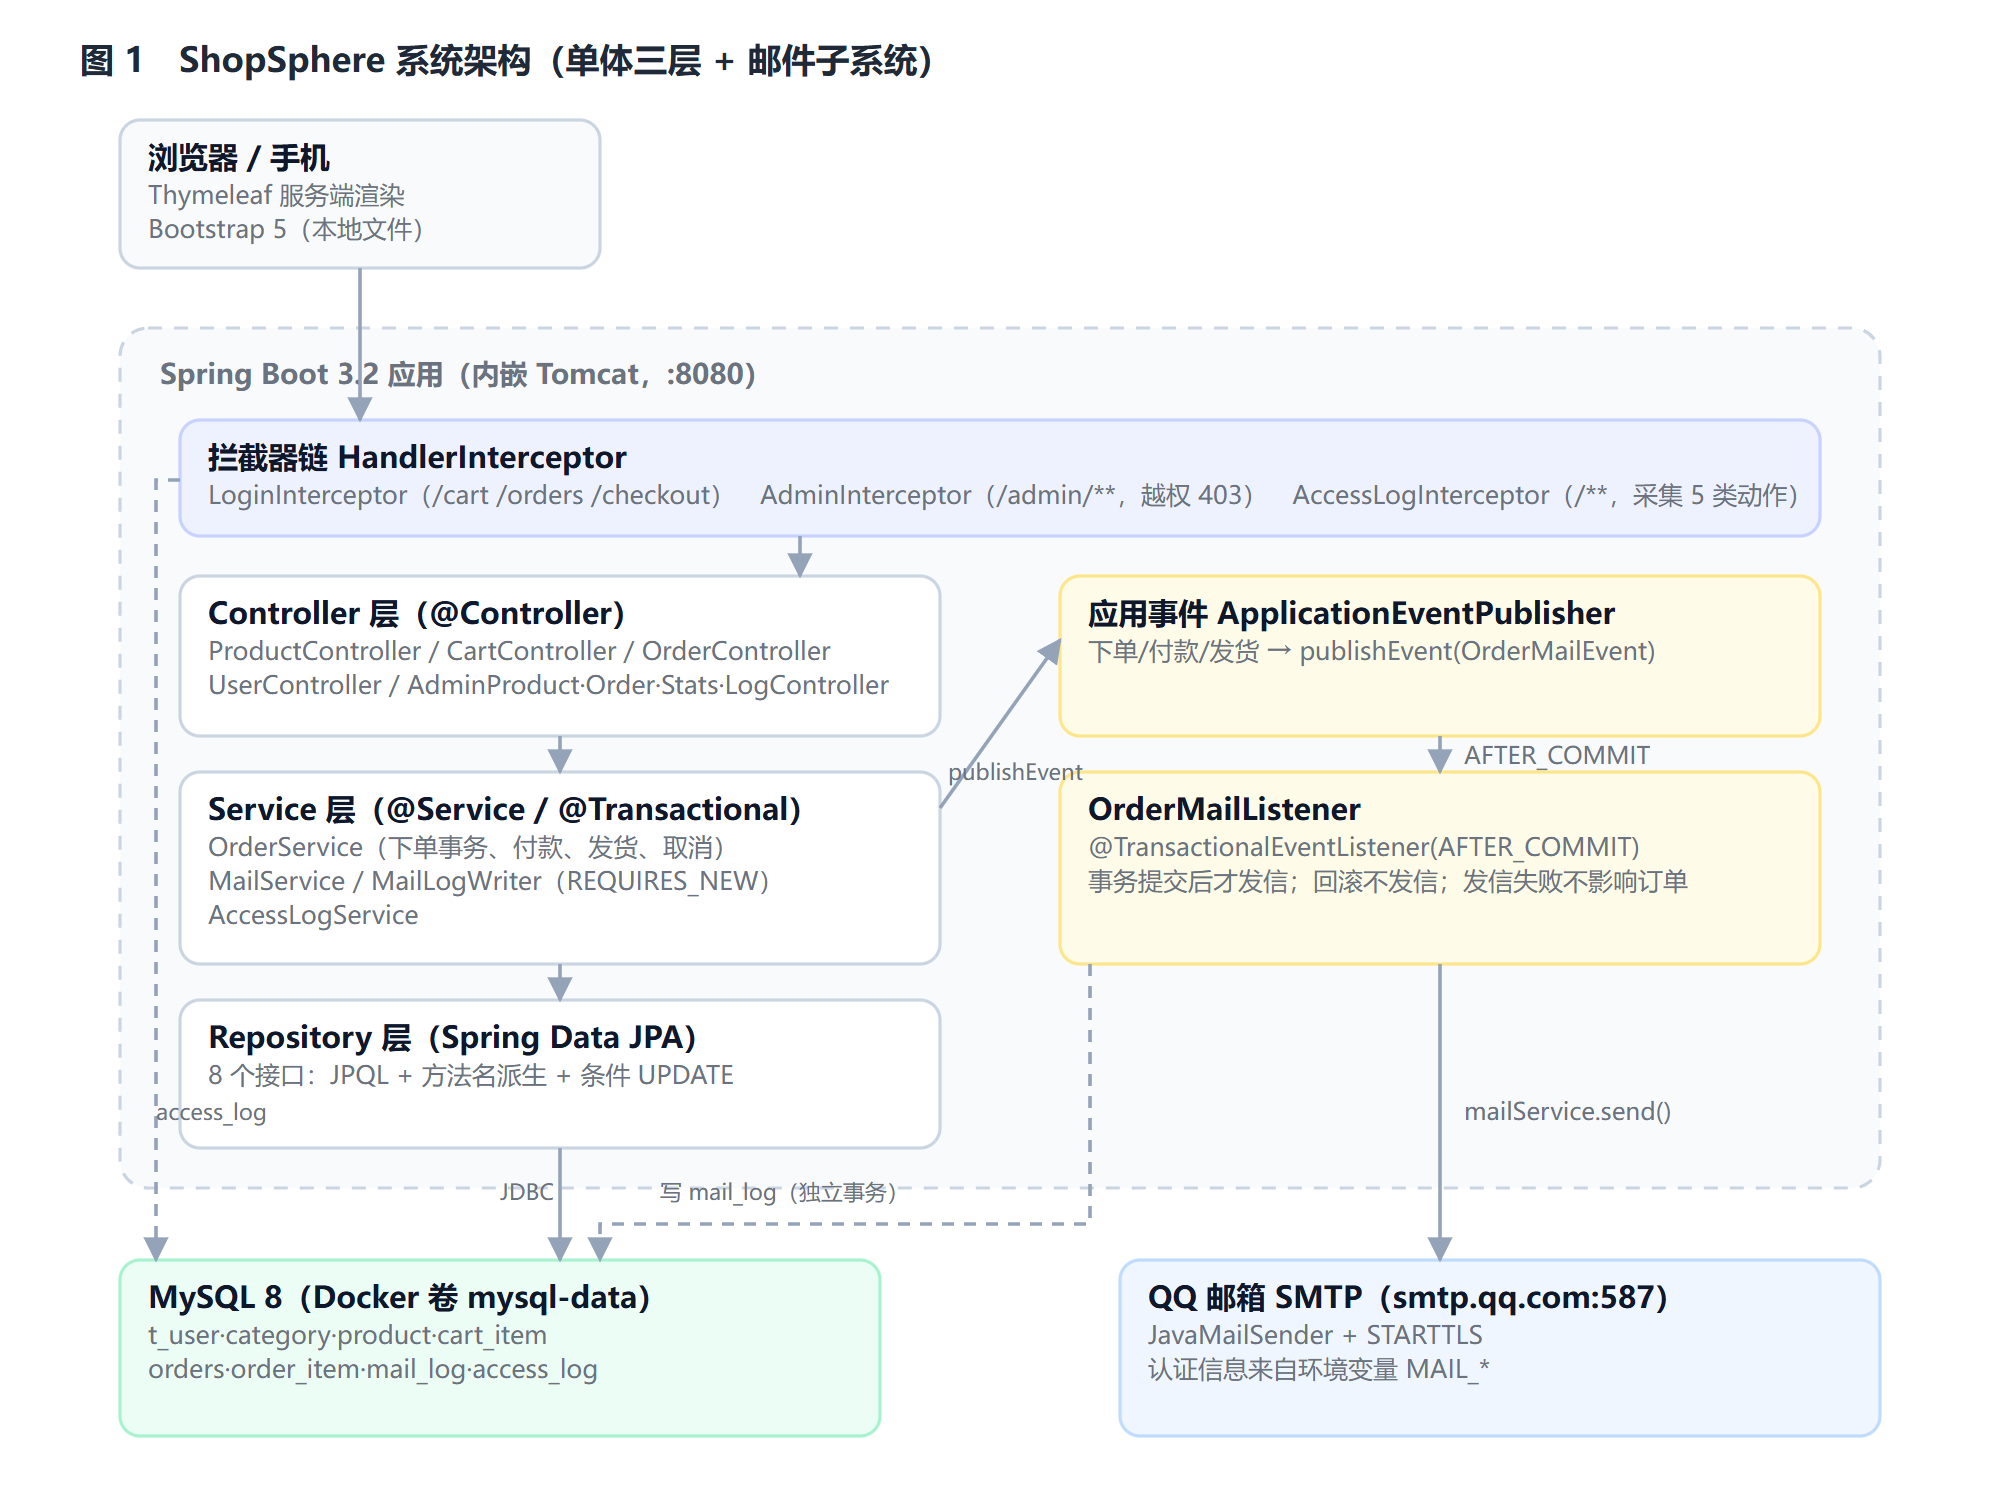 图 1 ShopSphere 系统架构（单体三层 + 邮件子系统）
浏览器 / 手机
Thymeleaf 服务端渲染
Bootstrap 5（本地文件）
Spring Boot 3.2 应用（内嵌 Tomcat，:8080）
拦截器链 HandlerInterceptor
LoginInterceptor（/cart /orders /checkout） AdminInterceptor（/admin/**，越权 403） AccessLogInterceptor（/**，采集 5 类动作）
Controller 层（@Controller）
ProductController / CartController / OrderController
UserController / AdminProduct·Order·Stats·LogController
应用事件 ApplicationEventPublisher
下单/付款/发货 → publishEvent(OrderMailEvent)
publishEvent
AFTER_COMMIT
Service 层（@Service / @Transactional）
OrderService（下单事务、付款、发货、取消）
MailService / MailLogWriter（REQUIRES_NEW）
AccessLogService
OrderMailListener
@TransactionalEventListener(AFTER_COMMIT)
事务提交后才发信；回滚不发信；发信失败不影响订单
Repository 层（Spring Data JPA）
8 个接口：JPQL + 方法名派生 + 条件 UPDATE
access_log
mailService.send()
JDBC
写 mail_log（独立事务）
MySQL 8（Docker 卷 mysql-data）
t_user·category·product·cart_item
orders·order_item·mail_log·access_log
QQ 邮箱 SMTP（smtp.qq.com:587）
JavaMailSender + STARTTLS
认证信息来自环境变量 MAIL_*